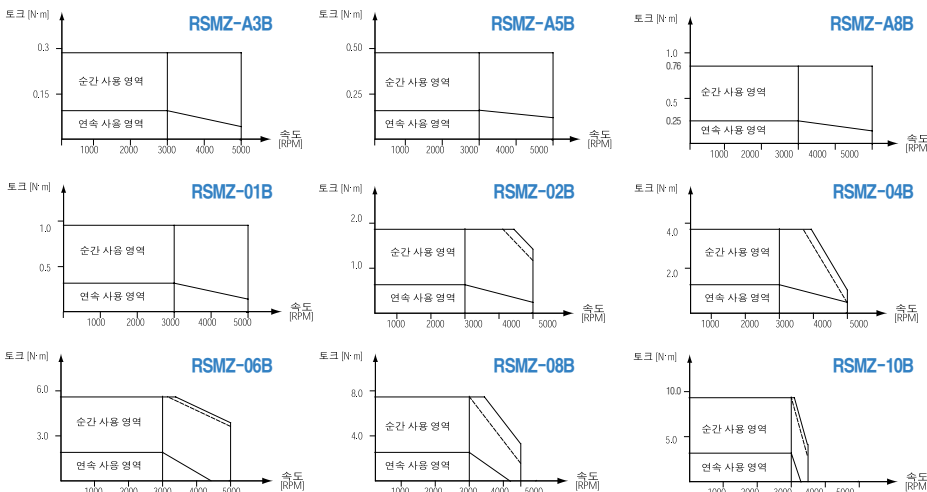 토크 [N·m]
RSMZ-A3B
0.3
순간 사용 영역
0.15
연속 사용 영역
속도
[RPM]
1000 2000 3000 4000 5000
토크 [N·m]
RSMZ-A5B
0.50
순간 사용 영역
0.25
연속 사용 영역
속도
[RPM]
1000 2000 3000 4000 5000
토크 [N·m]
RSMZ-A8B
1.0
0.76
순간 사용 영역
0.5
0.25
연속 사용 영역
속도
[RPM]
1000 2000 3000 4000 5000
토크 [N·m]
RSMZ-01B
1.0
순간 사용 영역
0.5
연속 사용 영역
속도
[RPM]
1000 2000 3000 4000 5000
토크 [N·m]
RSMZ-02B
2.0
순간 사용 영역
1.0
연속 사용 영역
속도
[RPM]
1000 2000 3000 4000 5000
토크 [N·m]
RSMZ-04B
4.0
순간 사용 영역
2.0
연속 사용 영역
속도
[RPM]
1000 2000 3000 4000 5000
토크 [N·m]
RSMZ-06B
6.0
순간 사용 영역
3.0
연속 사용 영역
속도
[RPM]
1000 2000 3000 4000 5000
토크 [N·m]
RSMZ-08B
8.0
순간 사용 영역
4.0
연속 사용 영역
속도
[RPM]
1000 2000 3000 4000 5000
토크 [N·m]
RSMZ-10B
10.0
순간 사용 영역
5.0
연속 사용 영역
속도
[RPM]
1000 2000 3000 4000 5000